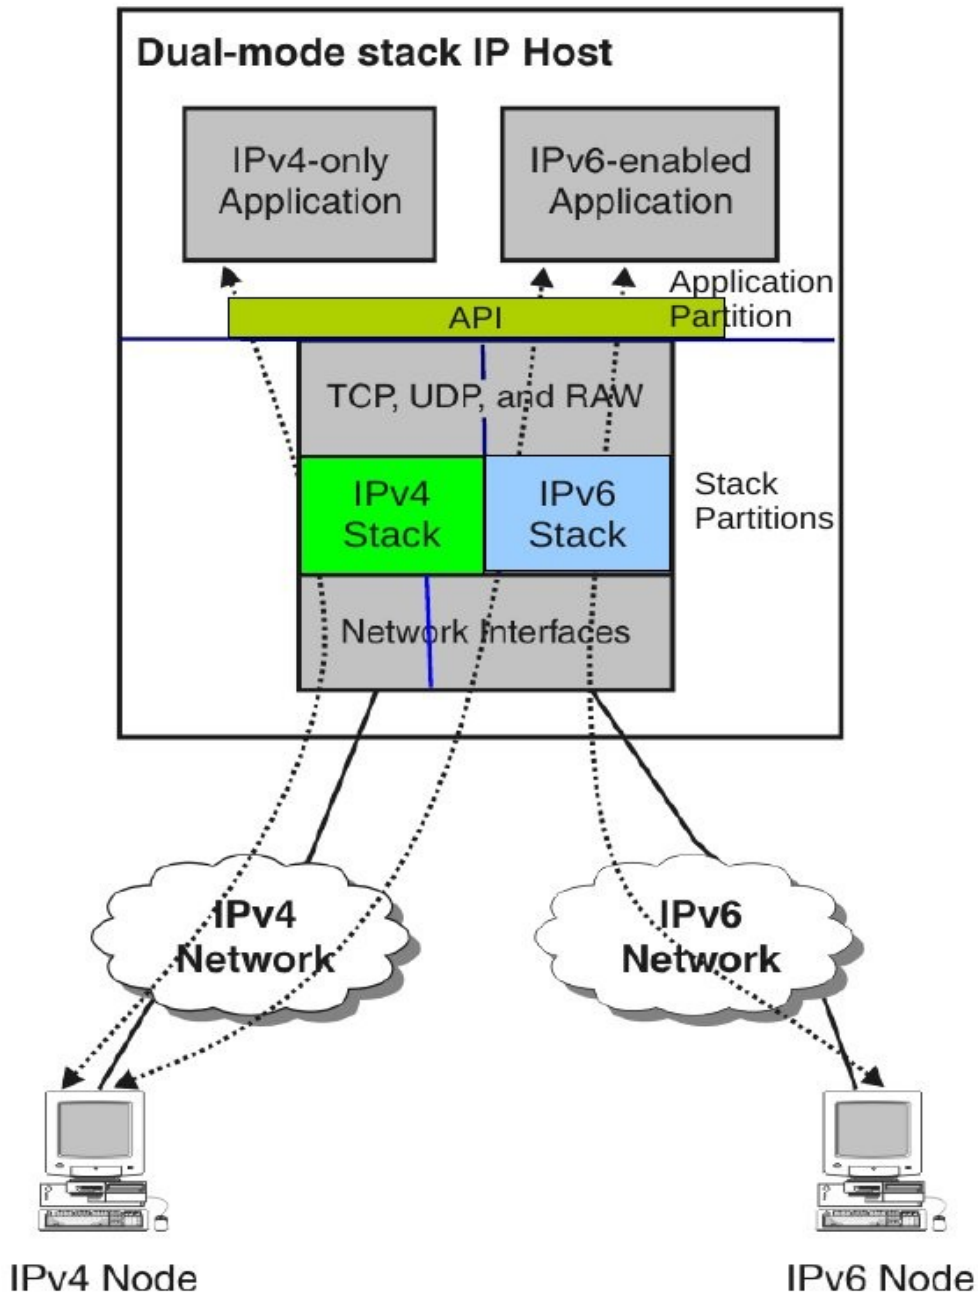 Dual-mode stack IP Host
IPv4-only
Application
IPv6-enabled
Application
Application
Partition
API
TCP, UDP, and RAW
IPv4
Stack
IPv6
Stack
Stack
Partitions
Network Interfaces
IPv4
Network
IPv6
Network
IPv4 Node
IPv6 Node